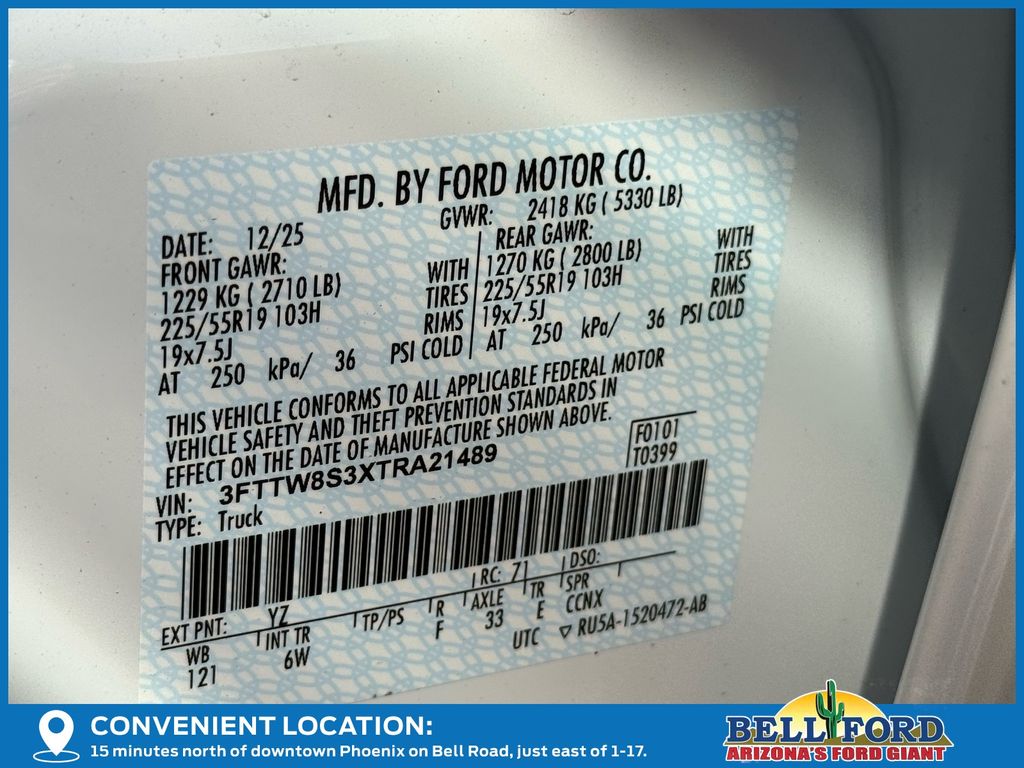 MFD. BY FORD MOTOR CO.
DATE: 12/25 GVWR: 2418 KG ( 5330 LB)
FRONT GAWR: REAR GAWR:
1229 KG ( 2710 LB) WITH 1270 KG ( 2800 LB) WITH
225/55R19 103H TIRES 225/55R19 103H TIRES
19x7.5J RIMS 19x7.5J RIMS
AT 250 kPa/ 36 PSI COLD AT 250 kPa/ 36 PSI COLD
THIS VEHICLE CONFORMS TO ALL APPLICABLE FEDERAL MOTOR
VEHICLE SAFETY AND THEFT PREVENTION STANDARDS IN
EFFECT ON THE DATE OF MANUFACTURE SHOWN ABOVE.
F0101
VIN: 3FTTW8S3XTRA21489 T0399
TYPE: Truck
EXT PNT: YZ RC: 71 DSO:
WB INT TR TP/PS R AXLE TR SPR
121 6W F 33 E CCNX
UTC ▽ RU5A-1520472-AB
CONVENIENT LOCATION:
15 minutes north of downtown Phoenix on Bell Road, just east of 1-17.
BELL FORD
ARIZONA'S FORD GIANT